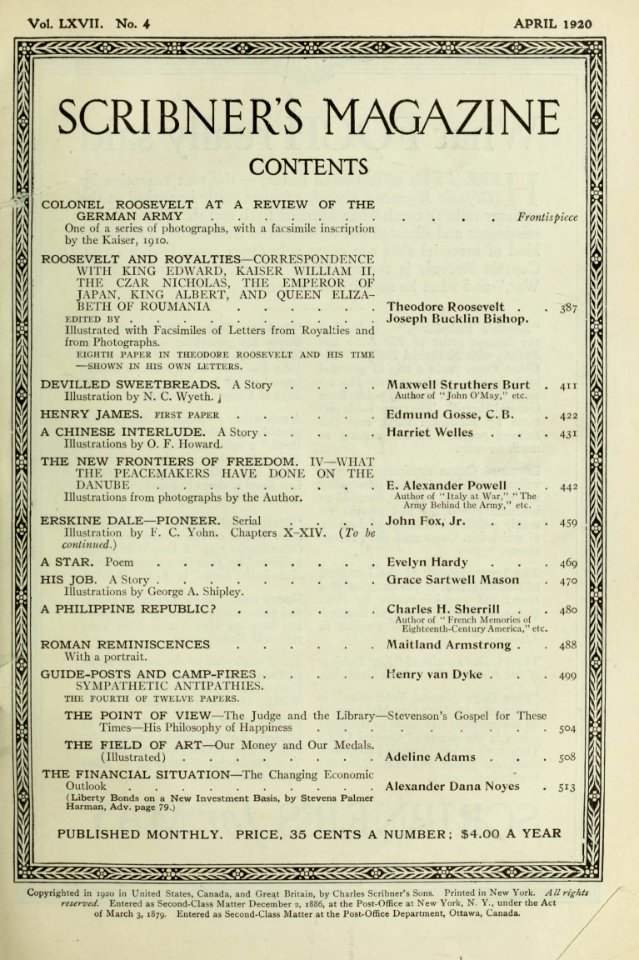 Vol. LXVII. No. 4 APRIL 1920
SCRIBNER'S MAGAZINE
CONTENTS
COLONEL ROOSEVELT AT A REVIEW OF THE
GERMAN ARMY . . . . . . . . . . . Frontispiece
One of a series of photographs, with a facsimile inscription
by the Kaiser, 1910.
ROOSEVELT AND ROYALTIES—CORRESPONDENCE
WITH KING EDWARD, KAISER WILLIAM II,
THE CZAR NICHOLAS, THE EMPEROR OF
JAPAN, KING ALBERT, AND QUEEN ELIZA-
BETH OF ROUMANIA . . . . . . Theodore Roosevelt . . 387
EDITED BY . . . . . . . . . . Joseph Bucklin Bishop.
Illustrated with Facsimiles of Letters from Royalties and
from Photographs.
EIGHTH PAPER IN THEODORE ROOSEVELT AND HIS TIME
—SHOWN IN HIS OWN LETTERS.
DEVILLED SWEETBREADS. A Story . . . . Maxwell Struthers Burt . 411
Illustration by N. C. Wyeth. Author of "John O'May," etc.
HENRY JAMES. FIRST PAPER . . . . . . Edmund Gosse, C. B. . 422
A CHINESE INTERLUDE. A Story . . . . . Harriet Welles . . . 431
Illustrations by O. F. Howard.
THE NEW FRONTIERS OF FREEDOM. IV—WHAT
THE PEACEMAKERS HAVE DONE ON THE
DANUBE . . . . . . . . . E. Alexander Powell . . 442
Illustrations from photographs by the Author. Author of "Italy at War," "The
Army Behind the Army," etc.
ERSKINE DALE—PIONEER. Serial . . . . John Fox, Jr. . . . 459
Illustration by F. C. Yohn. Chapters X-XIV. (To be
continued.)
A STAR. Poem . . . . . . . . Evelyn Hardy . . . 469
HIS JOB. A Story . . . . . . . . Grace Sartwell Mason . 470
Illustrations by George A. Shipley.
A PHILIPPINE REPUBLIC? . . . . . . Charles H. Sherrill . . 480
Author of "French Memories of
Eighteenth-Century America," etc.
ROMAN REMINISCENCES . . . . . . Maitland Armstrong . . 488
With a portrait.
GUIDE-POSTS AND CAMP-FIRES . . . . . Henry van Dyke . . . 499
SYMPATHETIC ANTIPATHIES.
THE FOURTH OF TWELVE PAPERS.
THE POINT OF VIEW—The Judge and the Library—Stevenson's Gospel for These
Times—His Philosophy of Happiness . . . . . . . . . . 504
THE FIELD OF ART—Our Money and Our Medals.
(Illustrated) . . . . . . . . Adeline Adams . . . 508
THE FINANCIAL SITUATION—The Changing Economic
Outlook . . . . . . . . . . Alexander Dana Noyes . 513
(Liberty Bonds on a New Investment Basis, by Stevens Palmer
Harman, Adv. page 79.)
PUBLISHED MONTHLY. PRICE, 35 CENTS A NUMBER; $4.00 A YEAR
Copyrighted in 1920 in United States, Canada, and Great Britain, by Charles Scribner's Sons. Printed in New York. All rights
reserved. Entered as Second-Class Matter December 2, 1886, at the Post-Office at New York, N. Y., under the Act
of March 3, 1879. Entered as Second-Class Matter at the Post-Office Department, Ottawa, Canada.